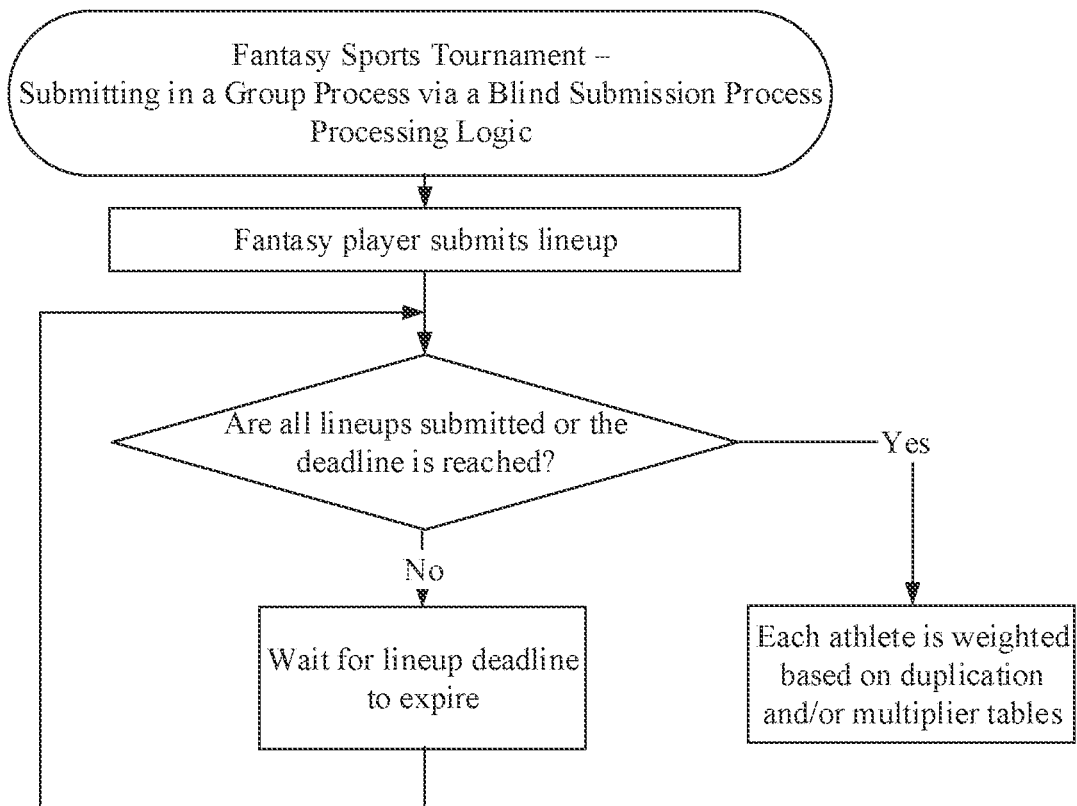 Fantasy Sports Tournament –
Submitting in a Group Process via a Blind Submission Process
Processing Logic
Fantasy player submits lineup
Are all lineups submitted or the
deadline is reached?
Yes
No
Wait for lineup deadline
to expire
Each athlete is weighted
based on duplication
and/or multiplier tables